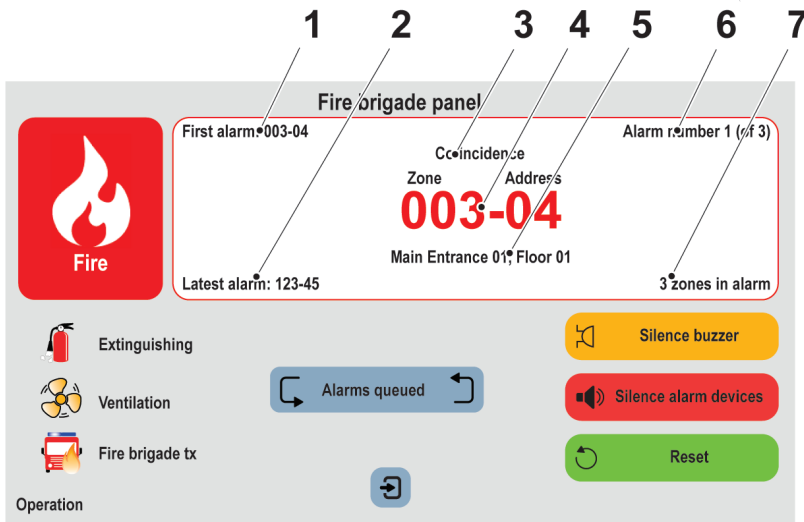 1 2 3 4 5 6 7
Fire brigade panel
First alarm: 003-04
Alarm number 1 (of 3)
Coincidence
Zone Address
003-04
Main Entrance 01, Floor 01
Fire
Latest alarm: 123-45
3 zones in alarm
Extinguishing
Silence buzzer
Ventilation
Alarms queued
Silence alarm devices
Fire brigade tx
Reset
Operation